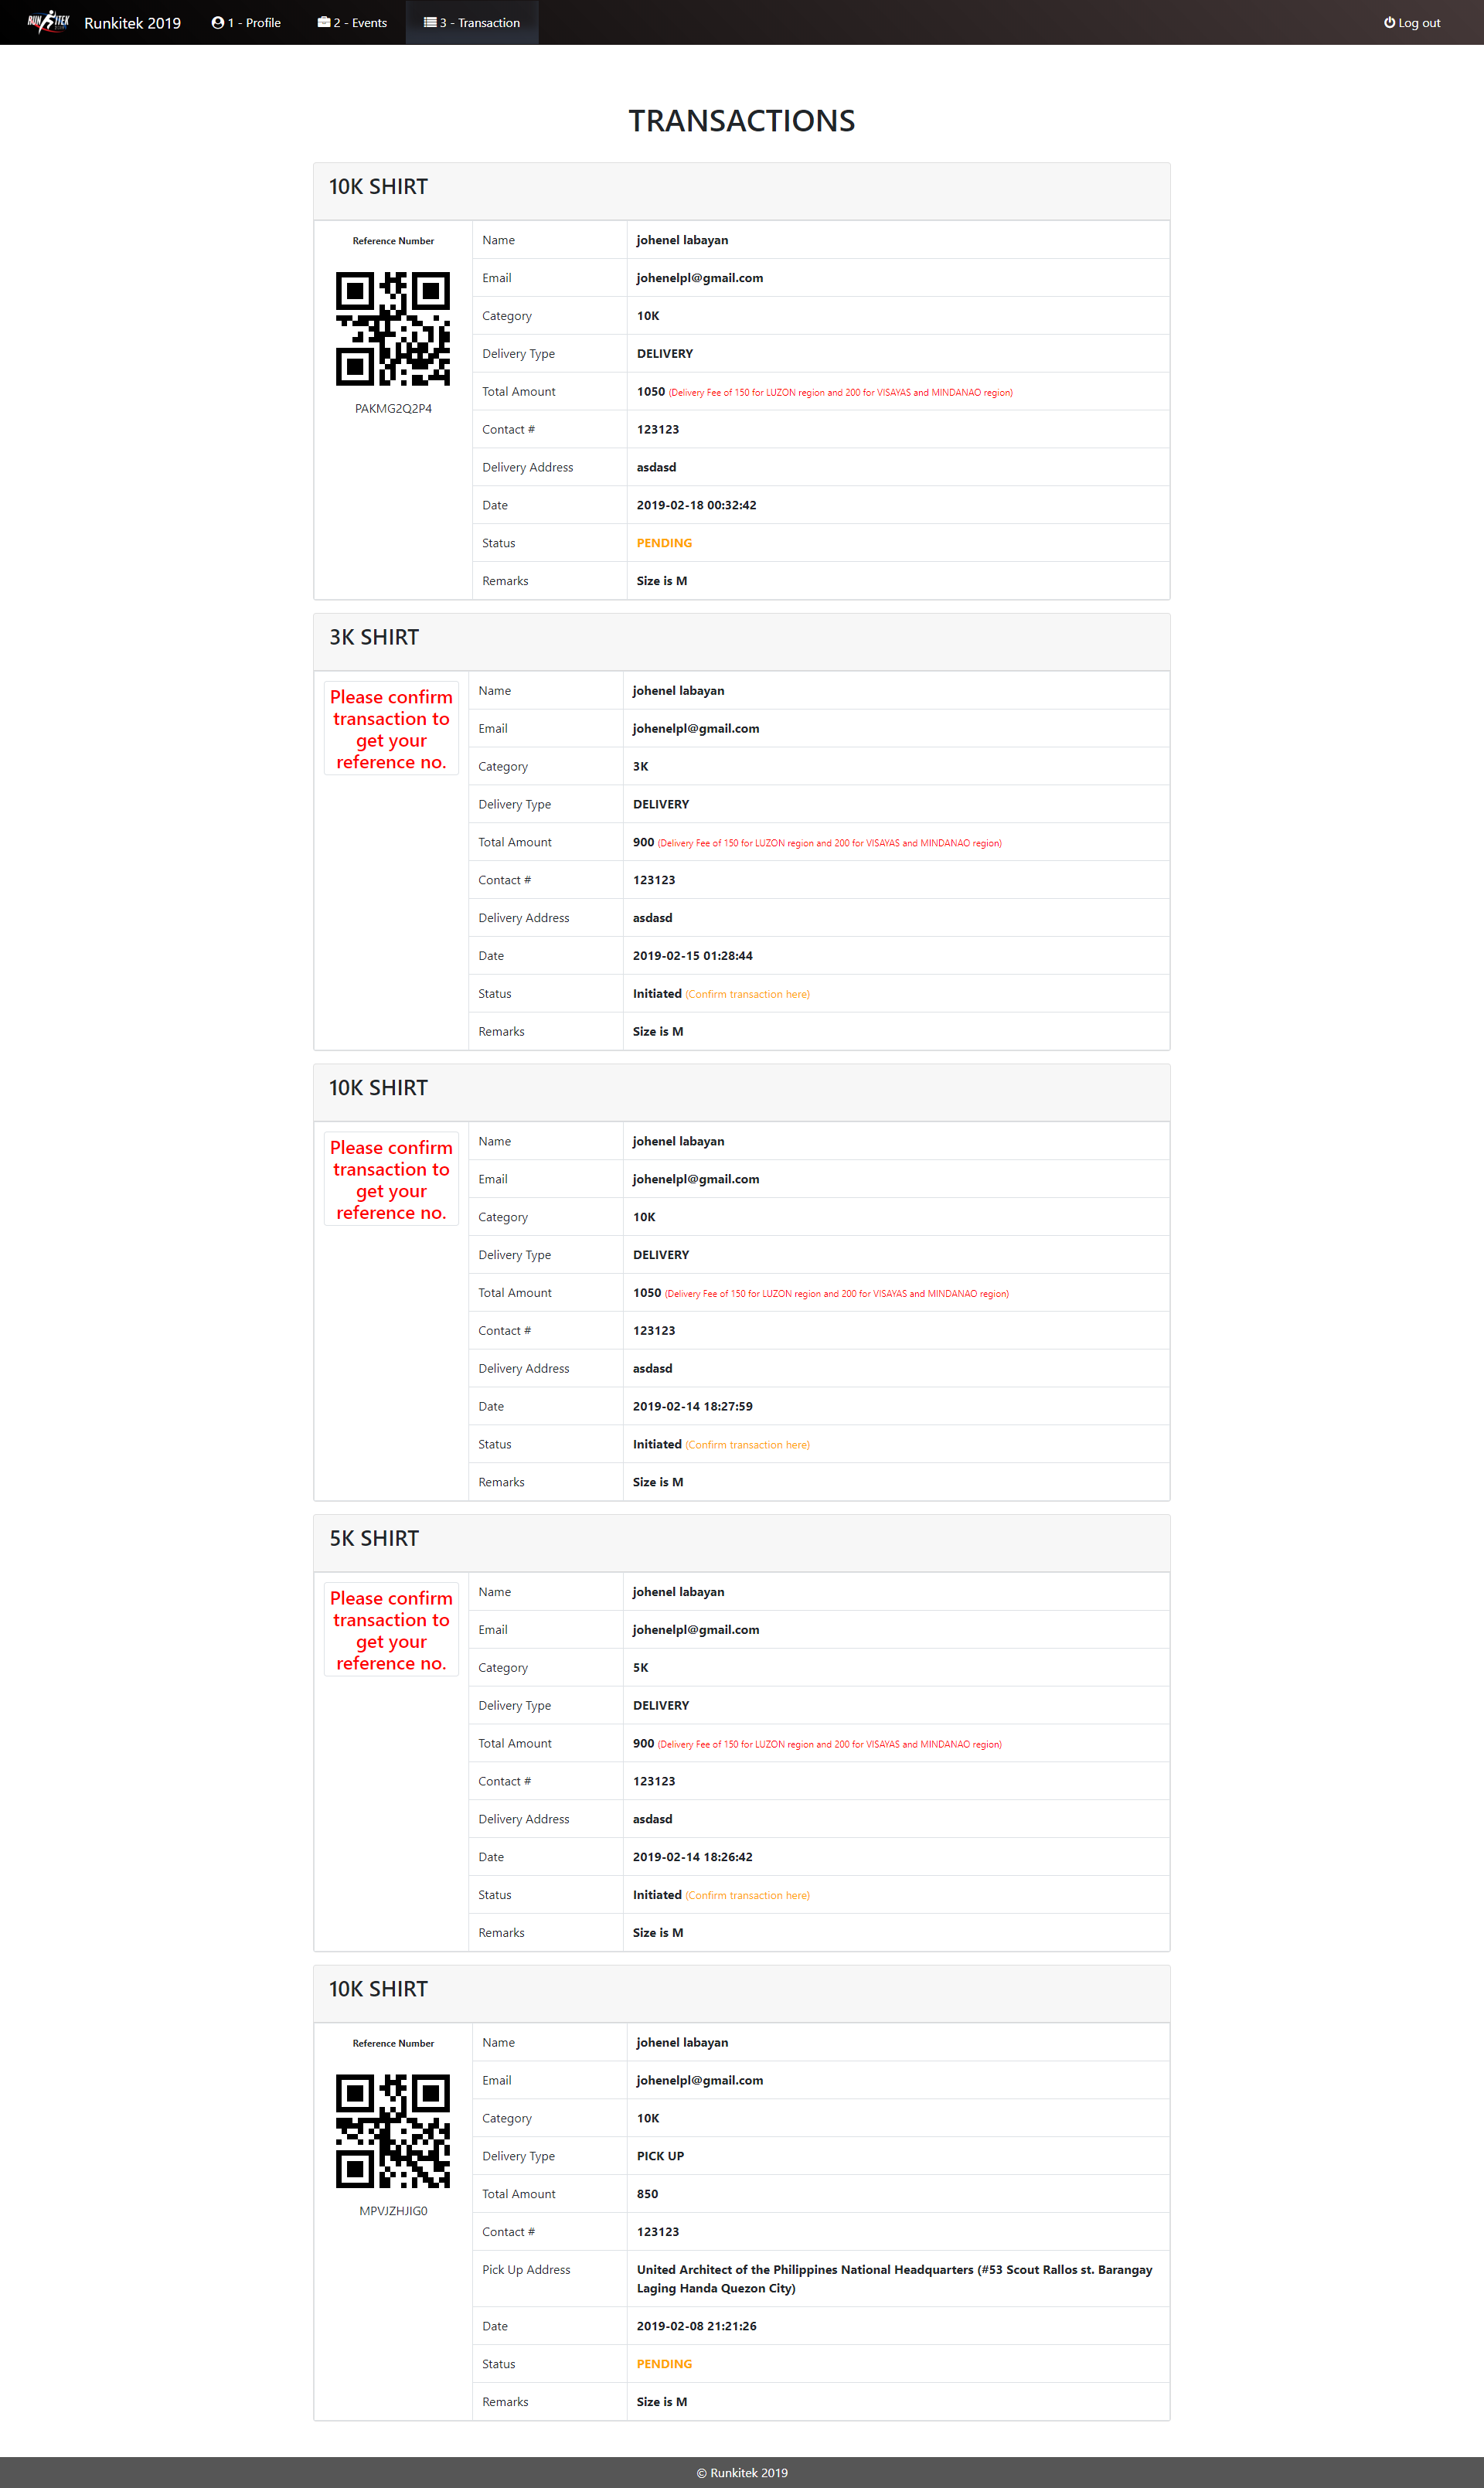 RUNKITEK Runkitek 2019 1 - Profile 2 - Events 3 - Transaction Log out
TRANSACTIONS
10K SHIRT
Reference Number
PAKMG2Q2P4
Name johenel labayan
Email johenelpl@gmail.com
Category 10K
Delivery Type DELIVERY
Total Amount 1050 (Delivery Fee of 150 for LUZON region and 200 for VISAYAS and MINDANAO region)
Contact # 123123
Delivery Address asdasd
Date 2019-02-18 00:32:42
Status PENDING
Remarks Size is M
3K SHIRT
Please confirm
transaction to
get your
reference no.
Name johenel labayan
Email johenelpl@gmail.com
Category 3K
Delivery Type DELIVERY
Total Amount 900 (Delivery Fee of 150 for LUZON region and 200 for VISAYAS and MINDANAO region)
Contact # 123123
Delivery Address asdasd
Date 2019-02-15 01:28:44
Status Initiated (Confirm transaction here)
Remarks Size is M
10K SHIRT
Please confirm
transaction to
get your
reference no.
Name johenel labayan
Email johenelpl@gmail.com
Category 10K
Delivery Type DELIVERY
Total Amount 1050 (Delivery Fee of 150 for LUZON region and 200 for VISAYAS and MINDANAO region)
Contact # 123123
Delivery Address asdasd
Date 2019-02-14 18:27:59
Status Initiated (Confirm transaction here)
Remarks Size is M
5K SHIRT
Please confirm
transaction to
get your
reference no.
Name johenel labayan
Email johenelpl@gmail.com
Category 5K
Delivery Type DELIVERY
Total Amount 900 (Delivery Fee of 150 for LUZON region and 200 for VISAYAS and MINDANAO region)
Contact # 123123
Delivery Address asdasd
Date 2019-02-14 18:26:42
Status Initiated (Confirm transaction here)
Remarks Size is M
10K SHIRT
Reference Number
MPVJZHJIG0
Name johenel labayan
Email johenelpl@gmail.com
Category 10K
Delivery Type PICK UP
Total Amount 850
Contact # 123123
Pick Up Address United Architect of the Philippines National Headquarters (#53 Scout Rallos st. Barangay
Laging Handa Quezon City)
Date 2019-02-08 21:21:26
Status PENDING
Remarks Size is M
© Runkitek 2019